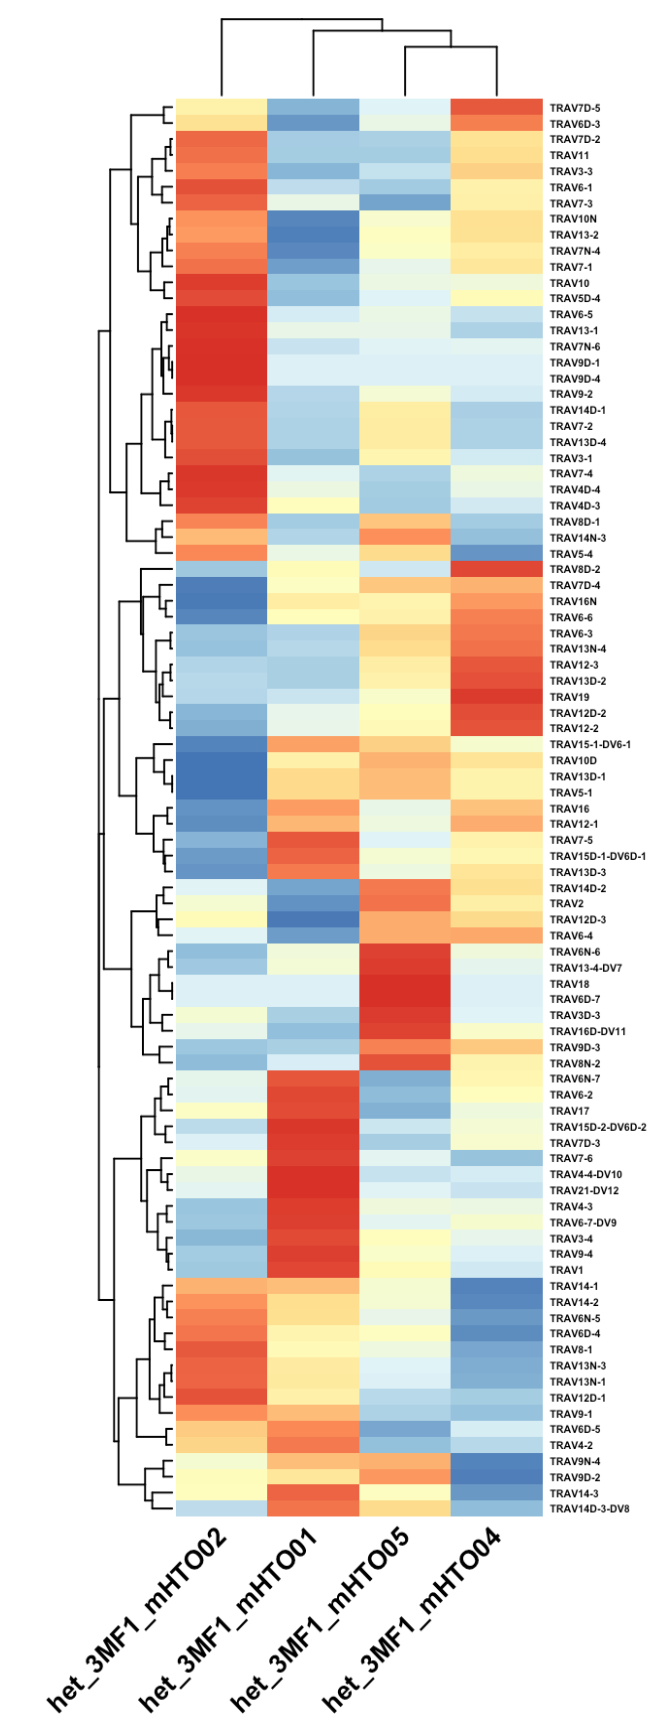 TRAV7D-5
TRAV6D-3
TRAV7D-2
TRAV11
TRAV3-3
TRAV6-1
TRAV7-3
TRAV10N
TRAV13-2
TRAV7N-4
TRAV7-1
TRAV10
TRAV5D-4
TRAV6-5
TRAV13-1
TRAV7N-6
TRAV9D-1
TRAV9D-4
TRAV9-2
TRAV14D-1
TRAV7-2
TRAV13D-4
TRAV3-1
TRAV7-4
TRAV4D-4
TRAV4D-3
TRAV8D-1
TRAV14N-3
TRAV5-4
TRAV8D-2
TRAV7D-4
TRAV16N
TRAV6-6
TRAV6-3
TRAV13N-4
TRAV12-3
TRAV13D-2
TRAV19
TRAV12D-2
TRAV12-2
TRAV15-1-DV6-1
TRAV10D
TRAV13D-1
TRAV5-1
TRAV16
TRAV12-1
TRAV7-5
TRAV15D-1-DV6D-1
TRAV13D-3
TRAV14D-2
TRAV2
TRAV12D-3
TRAV6-4
TRAV6N-6
TRAV13-4-DV7
TRAV18
TRAV6D-7
TRAV3D-3
TRAV16D-DV11
TRAV9D-3
TRAV8N-2
TRAV6N-7
TRAV6-2
TRAV17
TRAV15D-2-DV6D-2
TRAV7D-3
TRAV7-6
TRAV4-4-DV10
TRAV21-DV12
TRAV4-3
TRAV6-7-DV9
TRAV3-4
TRAV9-4
TRAV1
TRAV14-1
TRAV14-2
TRAV6N-5
TRAV6D-4
TRAV8-1
TRAV13N-3
TRAV13N-1
TRAV12D-1
TRAV9-1
TRAV6D-5
TRAV4-2
TRAV9N-4
TRAV9D-2
TRAV14-3
TRAV14D-3-DV8
het_3MF1_mHTO02
het_3MF1_mHTO01
het_3MF1_mHTO05
het_3MF1_mHTO04